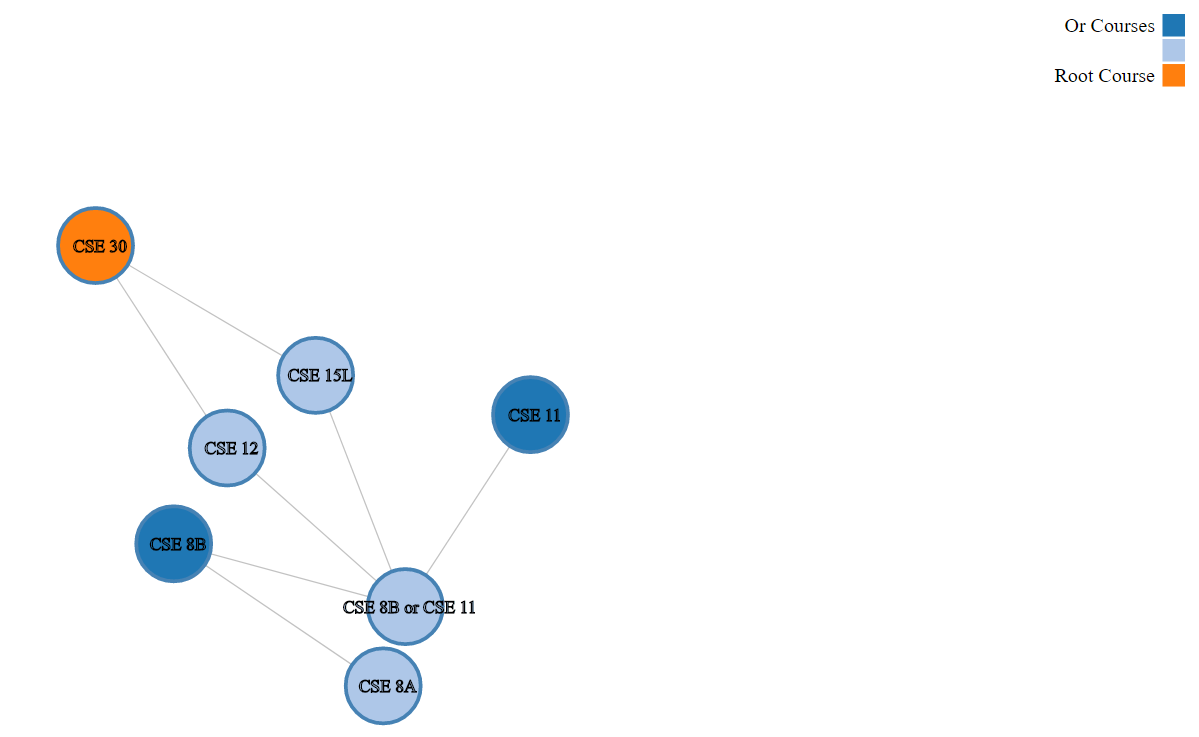 Or Courses
Root Course
CSE 30
CSE 15L
CSE 11
CSE 12
CSE 8B
CSE 8B or CSE 11
CSE 8A